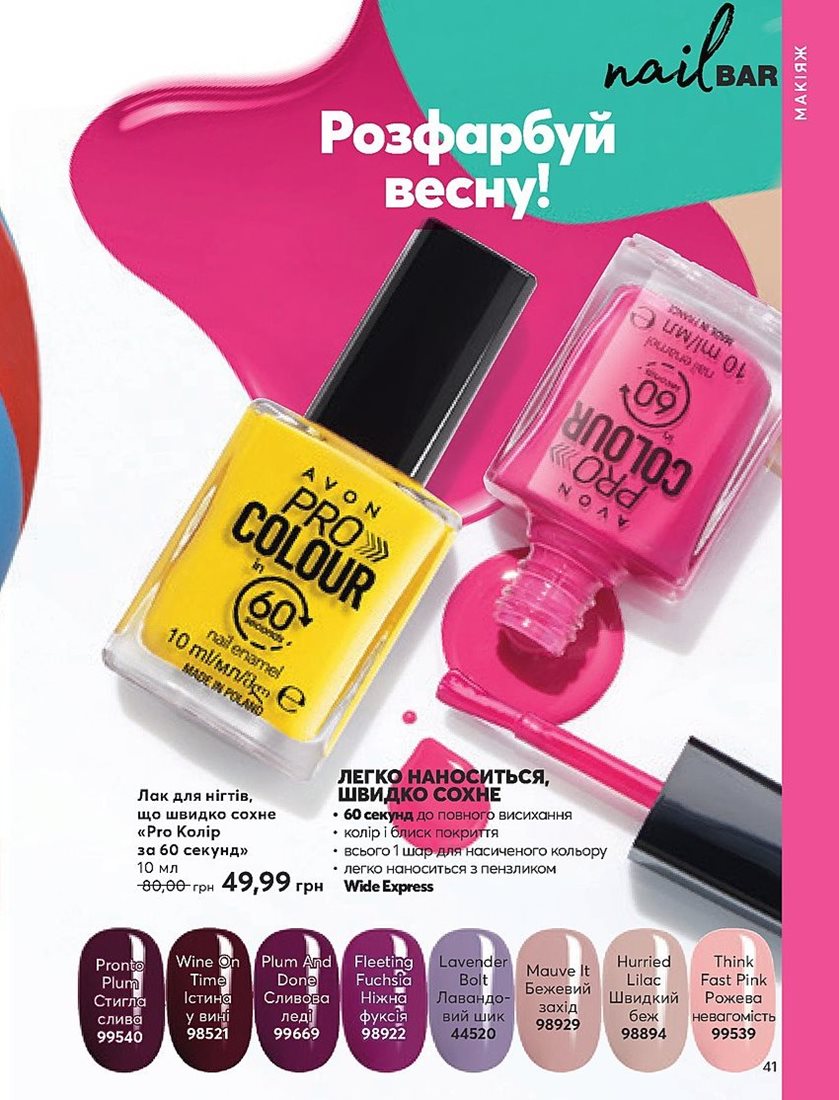 nail BAR
МАКІЯЖ
Розфарбуй
весну!
AVON
PRO
COLOUR
in
60
seconds
nail enamel
10 ml/мл/გრ e
MADE IN POLAND
AVON
PRO
COLOUR
in
60
seconds
nail enamel
10 ml/мл e
MADE IN FRANCE
Лак для нігтів,
що швидко сохне
«Pro Колір
за 60 секунд»
10 мл
80,00 грн 49,99 грн
ЛЕГКО НАНОСИТЬСЯ,
ШВИДКО СОХНЕ
• 60 секунд до повного висихання
• колір і блиск покриття
• всього 1 шар для насиченого кольору
• легко наноситься з пензликом
Wide Express
Pronto
Plum
Стигла
слива
99540
Wine On
Time
Істина
у вині
98521
Plum And
Done
Сливова
леді
99669
Fleeting
Fuchsia
Ніжна
фуксія
98922
Lavender
Bolt
Лавандо-
вий шик
44520
Mauve It
Бежевий
захід
98929
Hurried
Lilac
Швидкий
беж
98894
Think
Fast Pink
Рожева
невагомість
99539
41